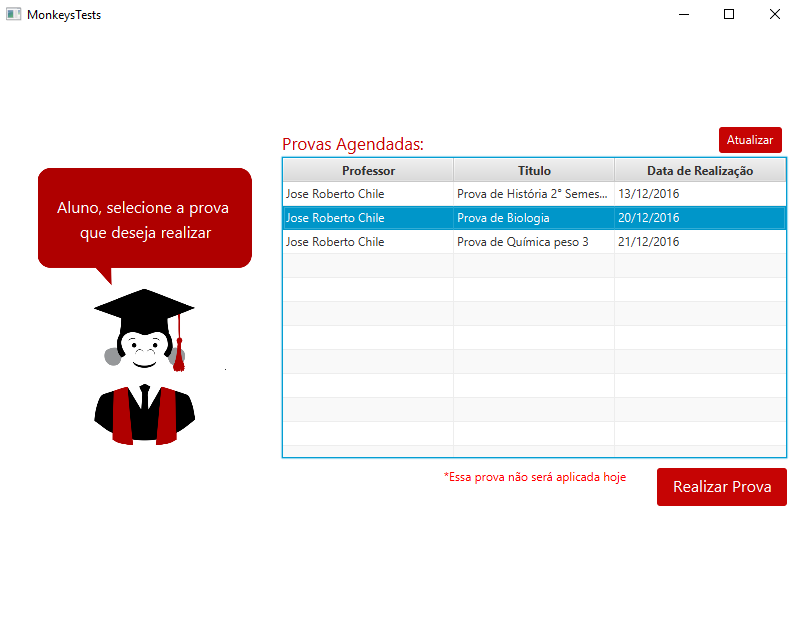 MonkeysTests
Provas Agendadas:
Atualizar
Aluno, selecione a prova
que deseja realizar
Professor Título Data de Realização
Jose Roberto Chile Prova de História 2° Semes... 13/12/2016
Jose Roberto Chile Prova de Biologia 20/12/2016
Jose Roberto Chile Prova de Química peso 3 21/12/2016
*Essa prova não será aplicada hoje
Realizar Prova